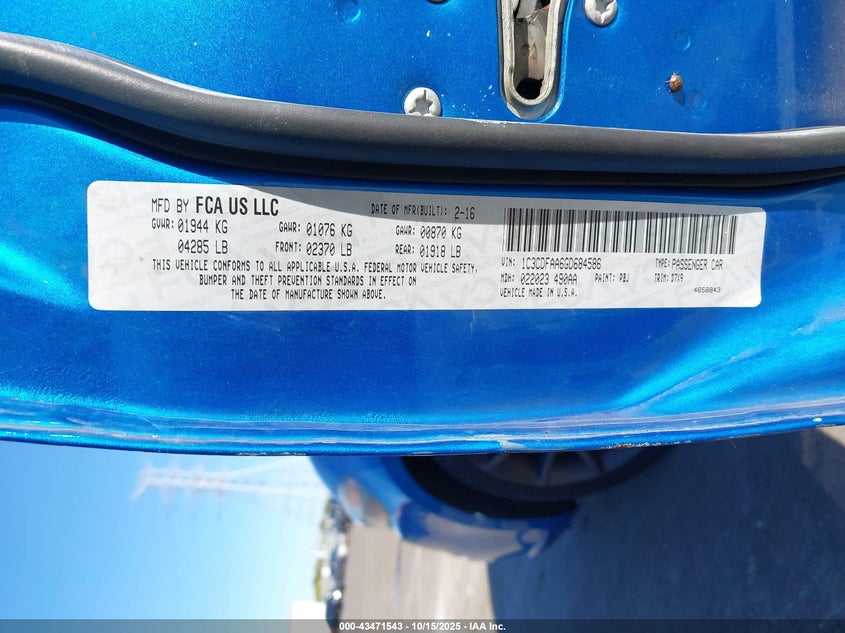 MFD BY FCA US LLC
DATE OF MFR(BUILT): 2-16
GVWR: 01944 KG GAWR: 01076 KG GAWR: 00870 KG
04285 LB FRONT: 02370 LB REAR: 01918 LB
THIS VEHICLE CONFORMS TO ALL APPLICABLE U.S.A. FEDERAL MOTOR VEHICLE SAFETY,
BUMPER AND THEFT PREVENTION STANDARDS IN EFFECT ON
THE DATE OF MANUFACTURE SHOWN ABOVE.
VIN: 1C3CDFAA6GD684586 TYPE: PASSENGER CAR
MDH: 022023 490AA PAINT: PBJ TRIM: D7X9
VEHICLE MADE IN U.S.A. 4658843
000-43471543 | 10/15/2025 | IAA Inc.